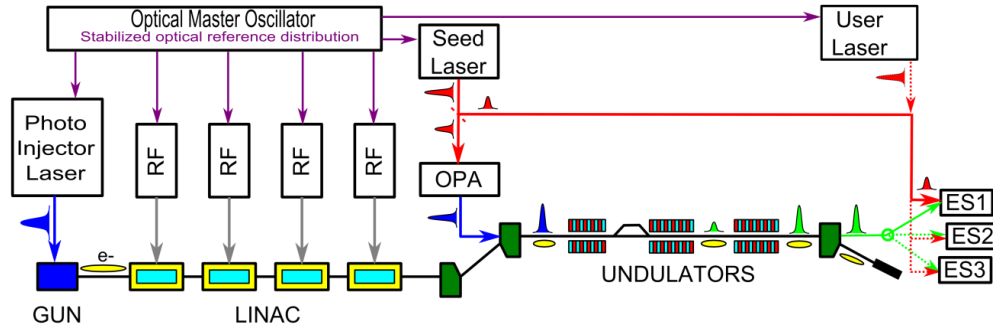 Optical Master Oscillator
Stabilized optical reference distribution
Seed
Laser
User
Laser
Photo
Injector
Laser
RF
RF
RF
RF
OPA
ES1
ES2
ES3
e-
UNDULATORS
GUN
LINAC